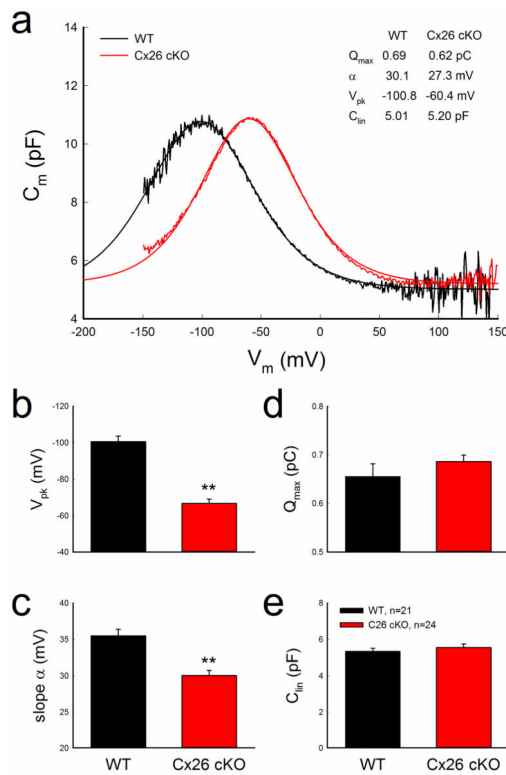 a
WT
Cx26 cKO
WT Cx26 cKO
Qmax 0.69 0.62 pC
α 30.1 27.3 mV
Vpk -100.8 -60.4 mV
Clin 5.01 5.20 pF
14
12
10
8
6
4
Cm (pF)
-200 -150 -100 -50 0 50 100 150
Vm (mV)
b
-120
-100
-80
-60
-40
Vpk (mV)
**
d
0.8
0.7
0.6
0.5
Qmax (pC)
c
40
35
30
25
20
slope α (mV)
**
WT Cx26 cKO
e
8
6
4
2
0
Clin (pF)
WT, n=21
C26 cKO, n=24
WT Cx26 cKO